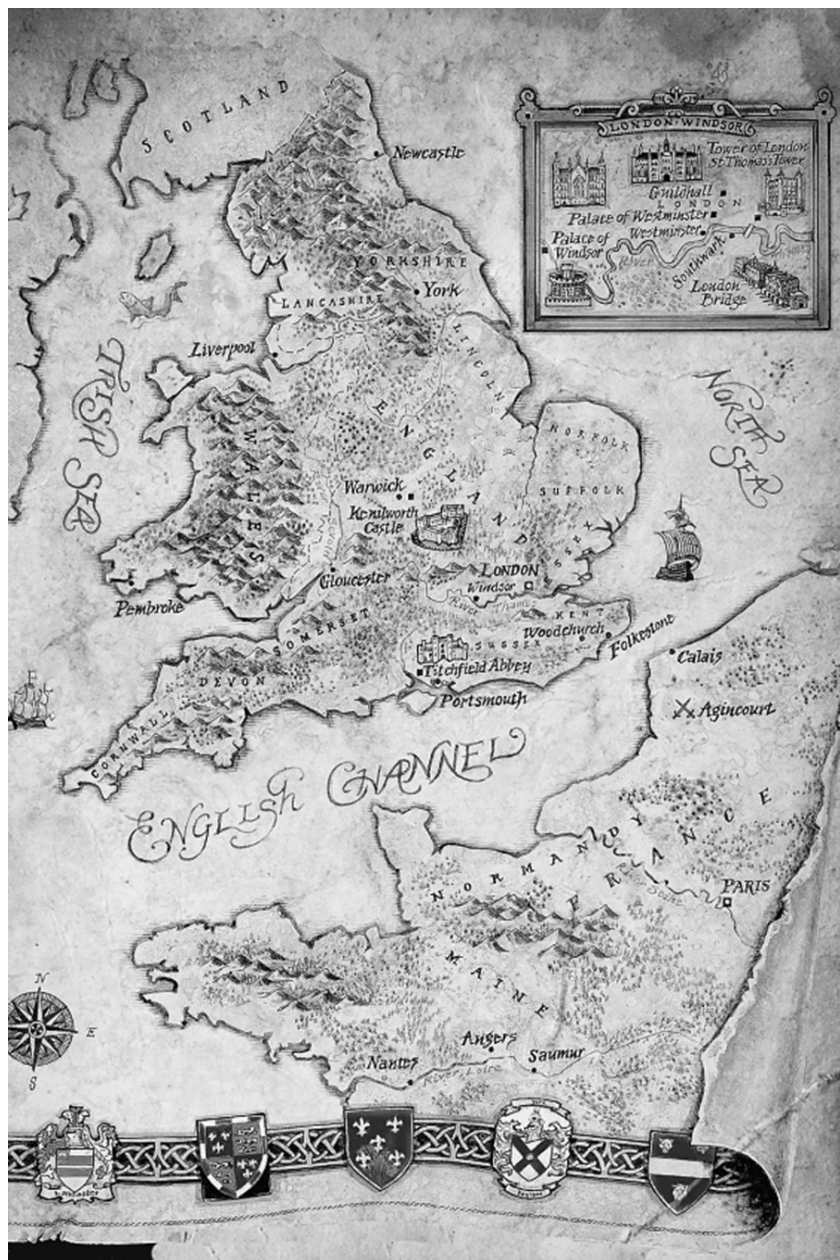 SCOTLAND
Newcastle
LONDON·WINDSOR
Tower of London
St Thomas's Tower
Guildhall
LONDON
Palace of Westminster
Westminster
Palace of
Windsor
River
Southwark
London
Bridge
YORKSHIRE
York
LANCASHIRE
Liverpool
LINCOLN
IRISH SEA
NORTH
SEA
ENGLAND
NORFOLK
SUFFOLK
ESSEX
WALES
Warwick
Kenilworth
Castle
Gloucester
LONDON
Windsor
River Thames
Pembroke
SOMERSET
KENT
Woodchurch
Folkestone
SUSSEX
Titchfield Abbey
DEVON
Portsmouth
CORNWALL
Calais
Agincourt
ENGLISH CHANNEL
NORMANDY
FRANCE
PARIS
MAINE
N
E
S
Angers
Saumur
Nantes
River Loire
Lancaster